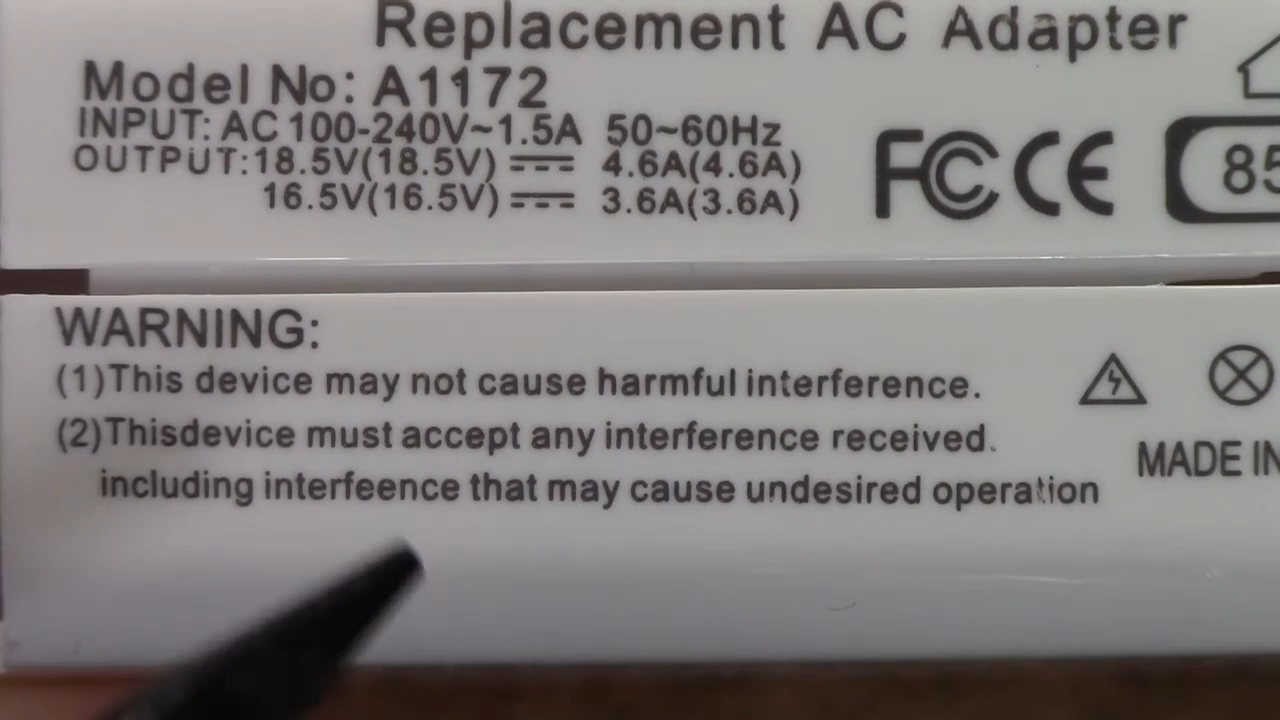 Replacement AC Adapter
Model No: A1172
INPUT: AC 100-240V~1.5A 50~60Hz
OUTPUT:18.5V(18.5V) 4.6A(4.6A)
16.5V(16.5V) 3.6A(3.6A)
FC CE
85
WARNING:
(1)This device may not cause harmful interference.
(2)Thisdevice must accept any interference received.
including interfeence that may cause undesired operation
MADE IN